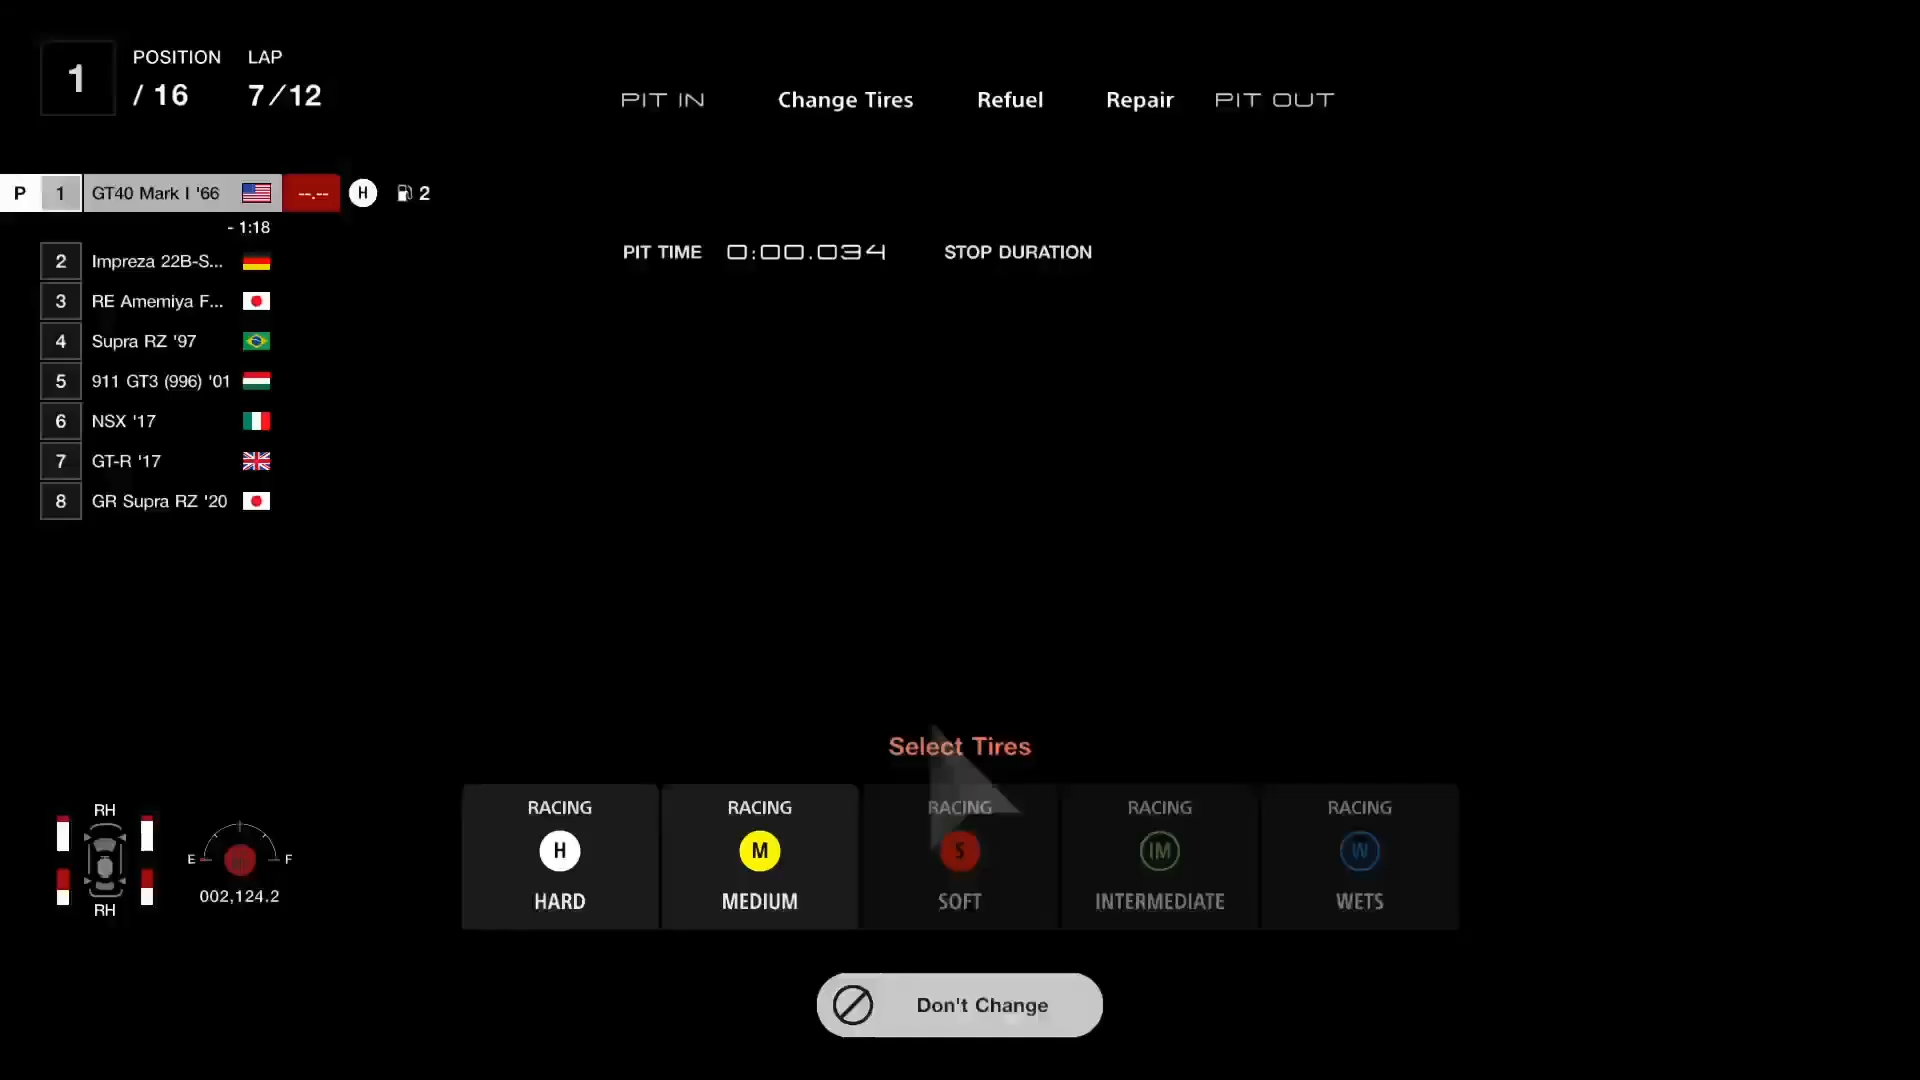 1
POSITION
/ 16
LAP
7/12
PIT IN
Change Tires
Refuel
Repair
PIT OUT
P 1 GT40 Mark I '66 --.-- H 2
- 1:18
2 Impreza 22B-S...
3 RE Amemiya F...
4 Supra RZ '97
5 911 GT3 (996) '01
6 NSX '17
7 GT-R '17
8 GR Supra RZ '20
PIT TIME 0:00.034
STOP DURATION
Select Tires
RACING
H
HARD
RACING
M
MEDIUM
RACING
S
SOFT
RACING
IM
INTERMEDIATE
RACING
W
WETS
RH
RH
E F
002,124.2
Don't Change